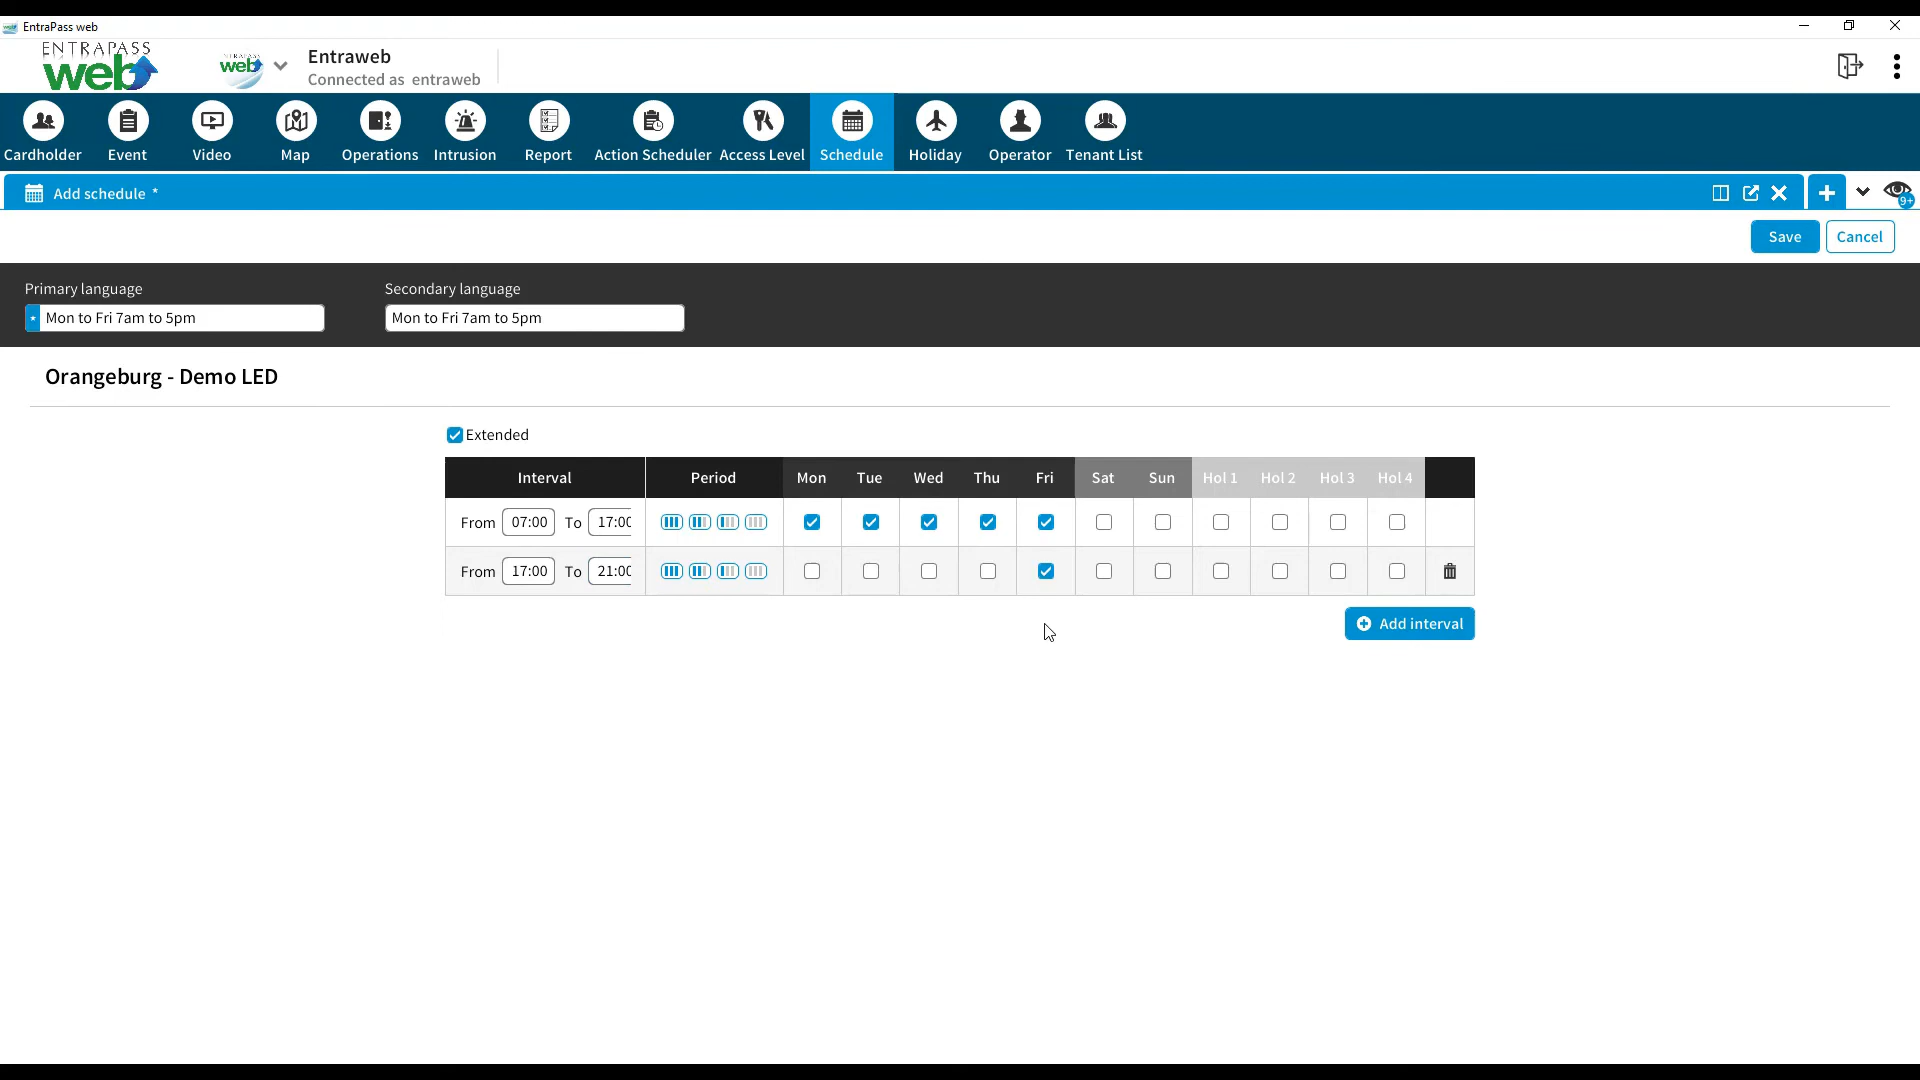 EntraPass web
ENTRAPASS
web
web
Entraweb
Connected as entraweb
Cardholder Event Video Map Operations Intrusion Report Action Scheduler Access Level Schedule Holiday Operator Tenant List
Add schedule *
9+
Save Cancel
Primary language Secondary language
* Mon to Fri 7am to 5pm Mon to Fri 7am to 5pm
Orangeburg - Demo LED
Extended
Interval Period Mon Tue Wed Thu Fri Sat Sun Hol 1 Hol 2 Hol 3 Hol 4
From 07:00 To 17:00
From 17:00 To 21:00
Add interval